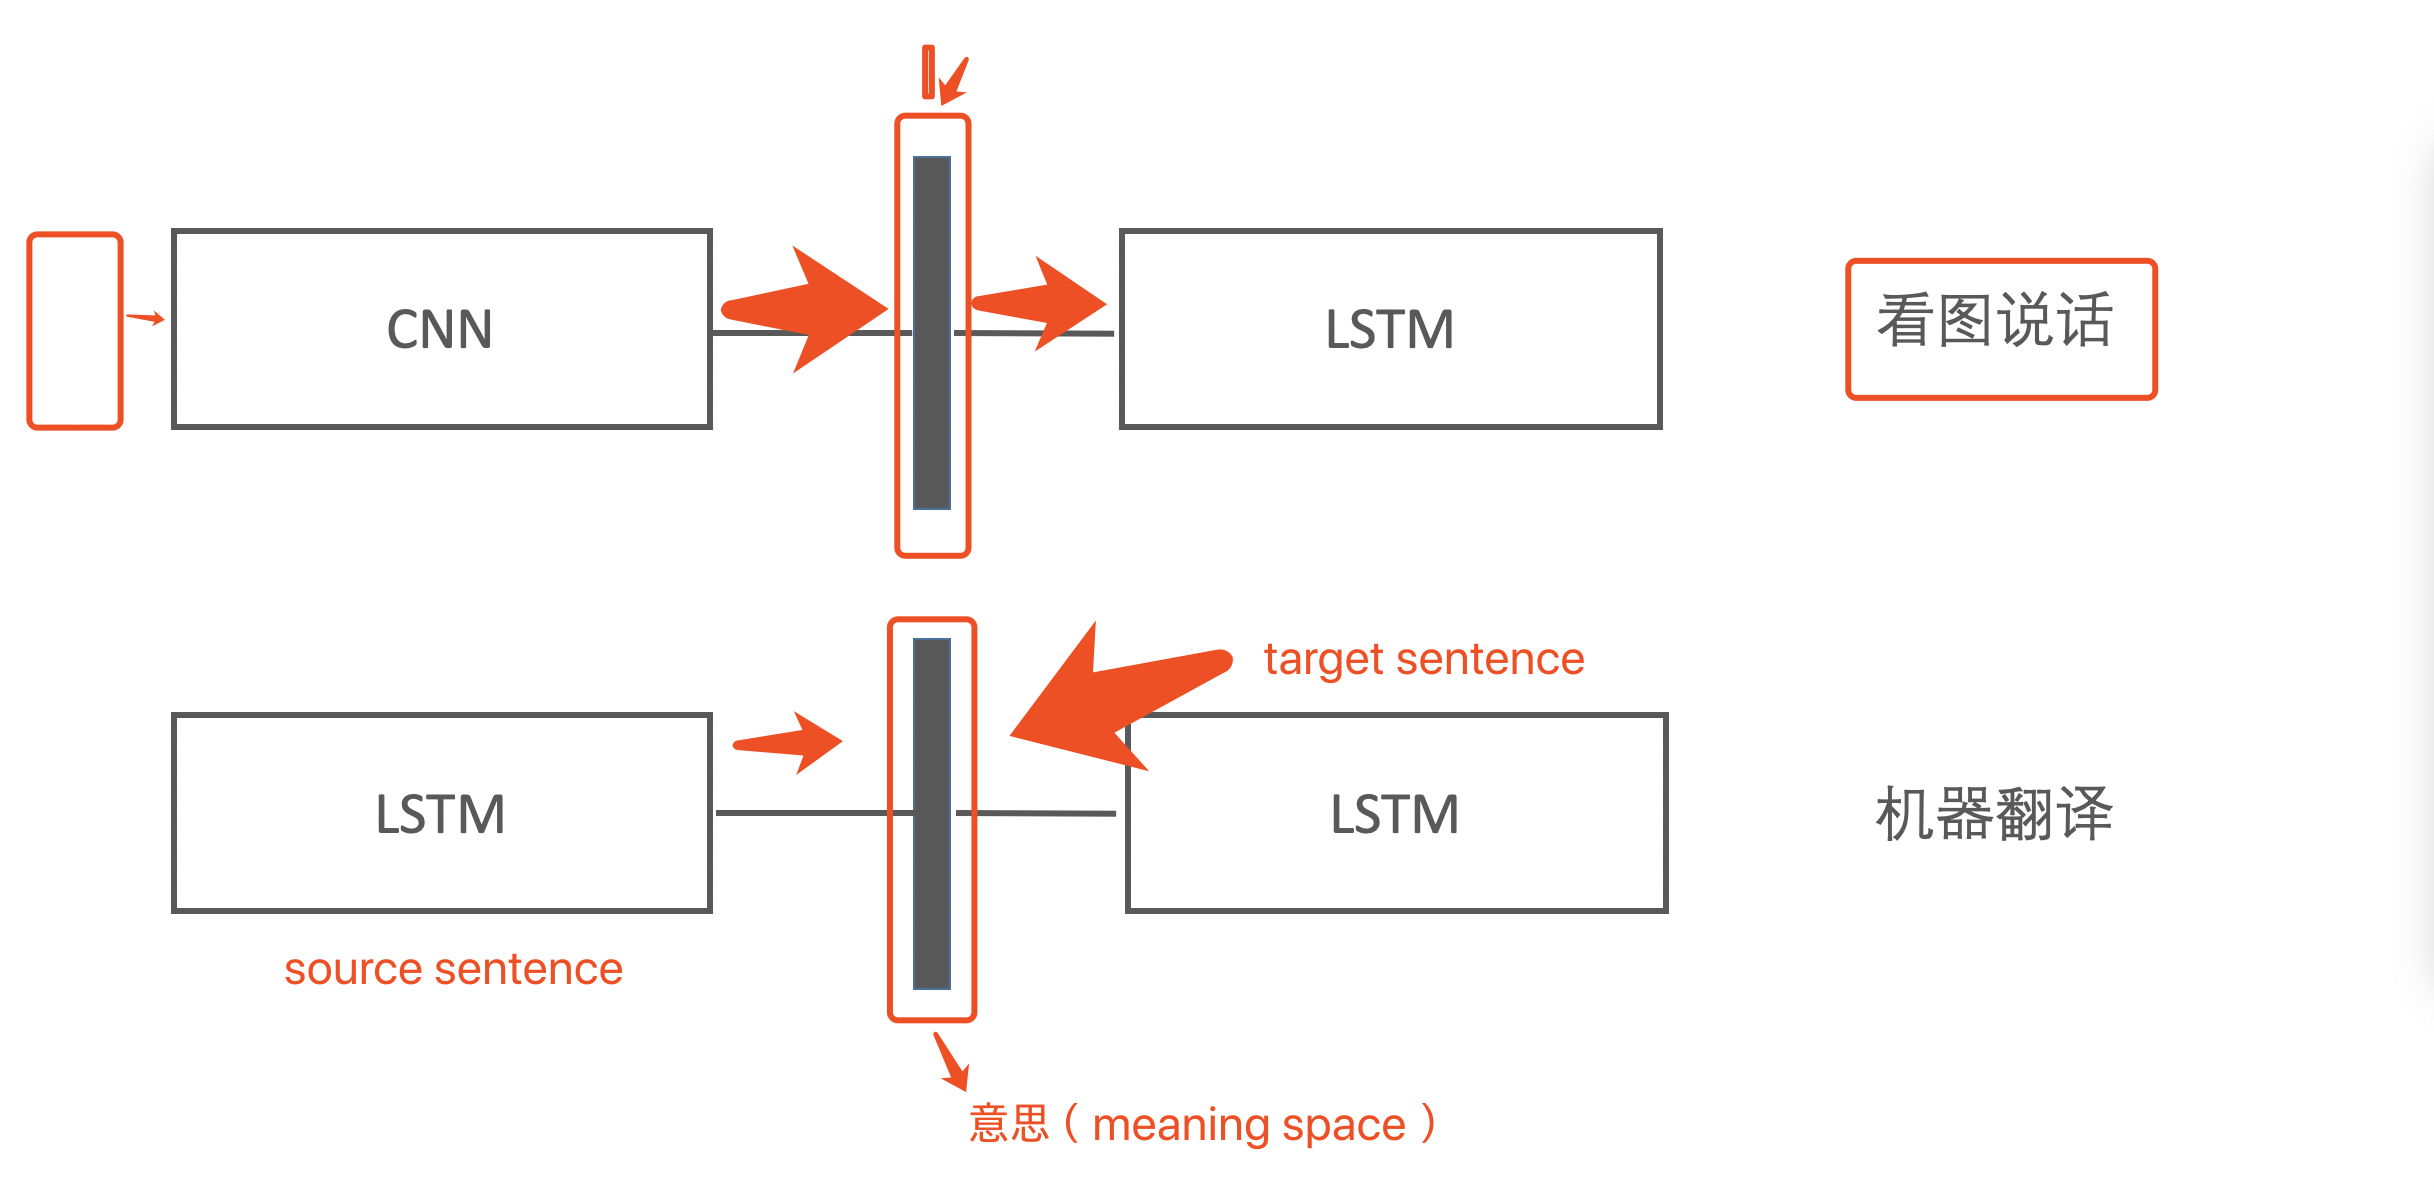 CNN
LSTM
看图说话
target sentence
LSTM
LSTM
机器翻译
source sentence
意思（meaning space）